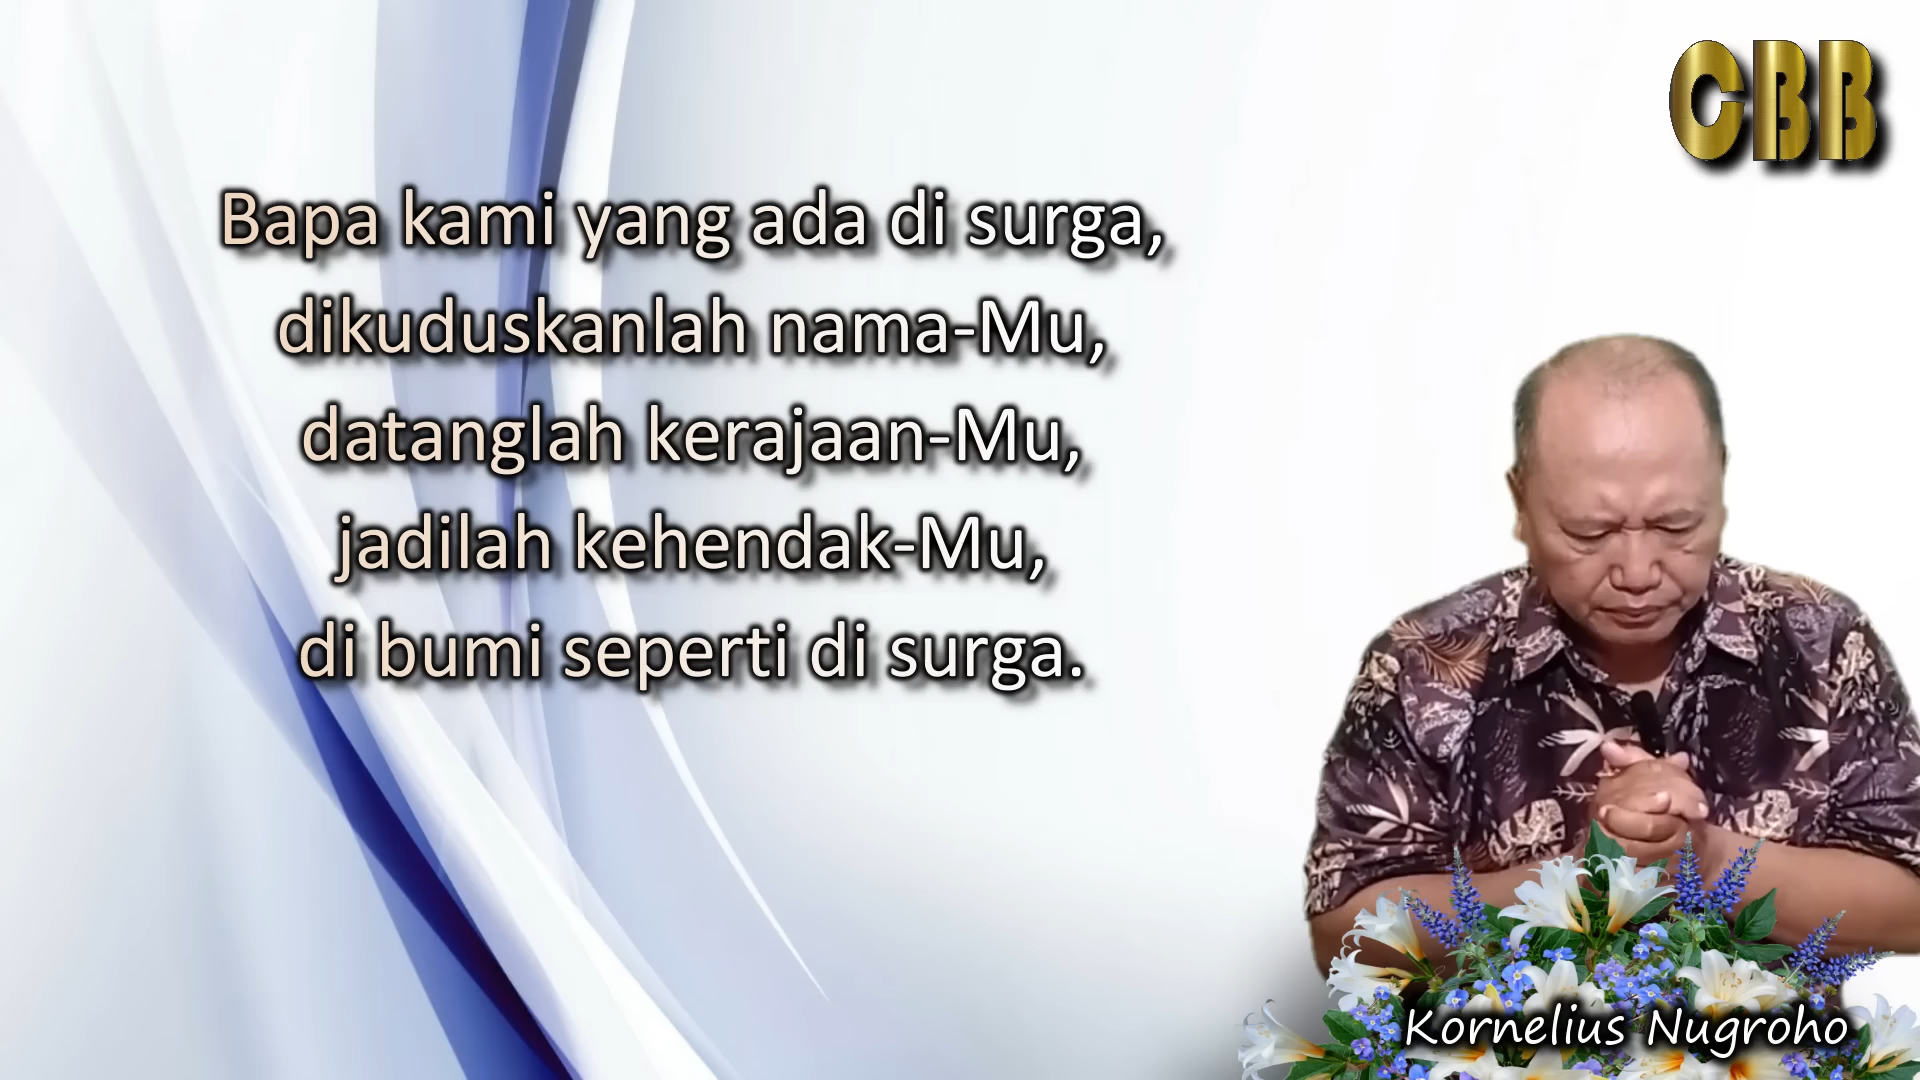 CBB
Bapa kami yang ada di surga,
dikuduskanlah nama-Mu,
datanglah kerajaan-Mu,
jadilah kehendak-Mu,
di bumi seperti di surga.
Kornelius Nugroho